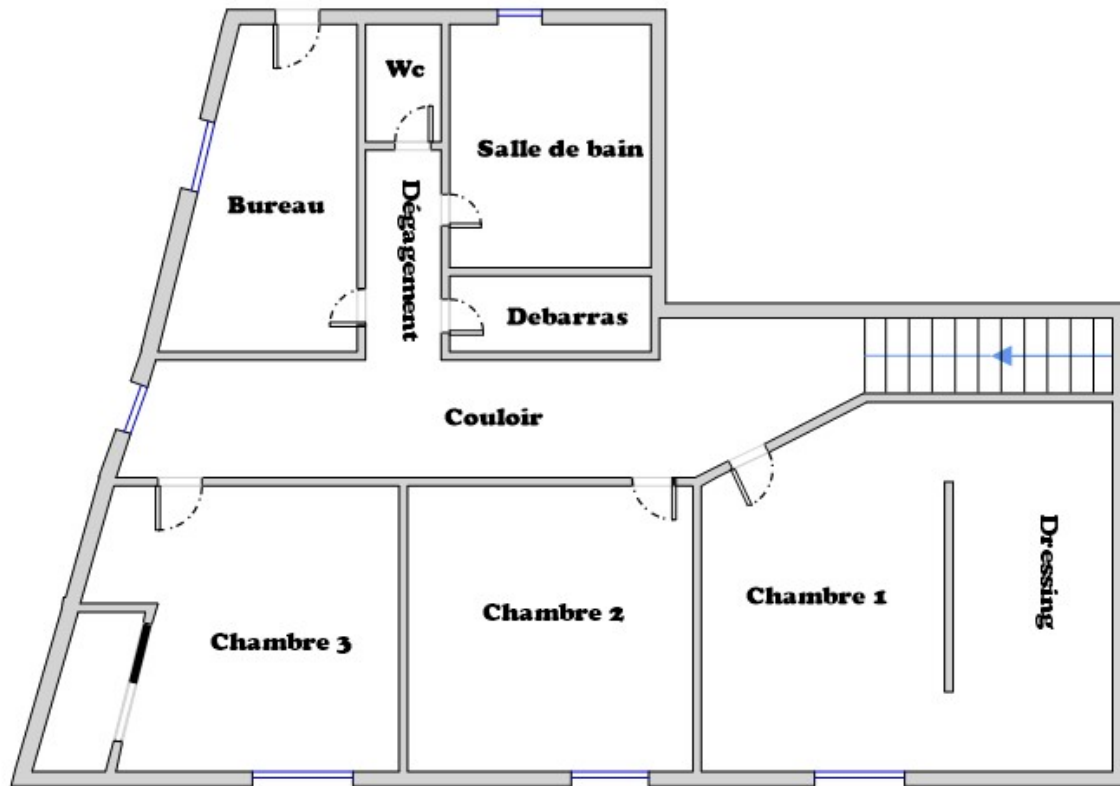 Wc
Salle de bain
Bureau
Dégagement
Debarras
Couloir
Dressing
Chambre 1
Chambre 2
Chambre 3